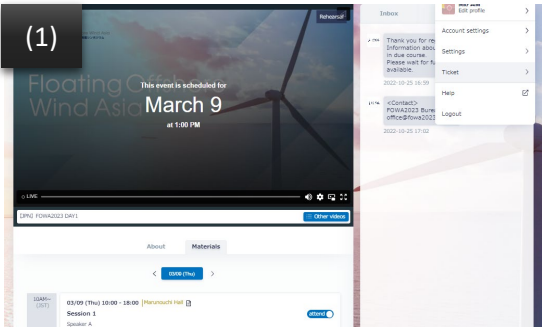 (1)
Rehearsal
Floating Offshore
Wind Asia
This event is scheduled for
March 9
at 1:00 PM
LIVE
[JPN] FOWA2023 DAY1
Other videos
About
Materials
03/09 (Thu)
10AM~
(JST)
03/09 (Thu) 10:00 - 18:00 |Marunouchi Hall
Session 1
attend
Speaker A
Inbox
Thank you for re
Information abou
in due course.
Please wait for fu
available.
2022-10-25 16:59
<Contact>
FOWA2023 Burea
office@fowa2023
2022-10-25 17:02
Edit profile
Account settings
Settings
Ticket
Help
Logout